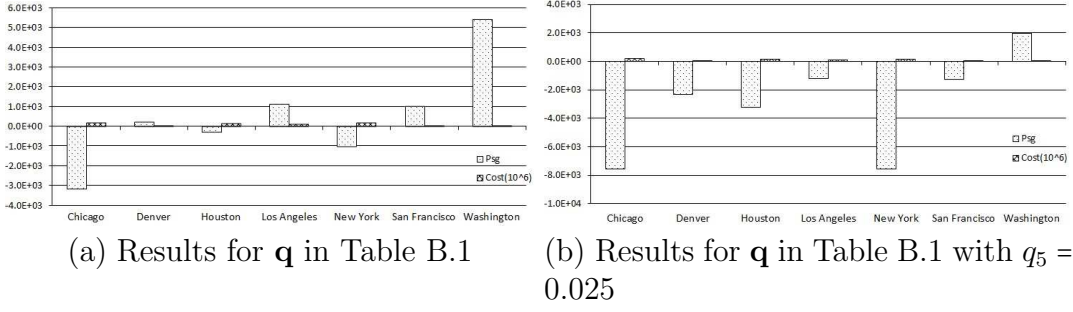 6.0E+03
5.0E+03
4.0E+03
3.0E+03
2.0E+03
1.0E+03
0.0E+00
-1.0E+03
-2.0E+03
-3.0E+03
-4.0E+03
Psg
Cost(10^6)
Chicago Denver Houston Los Angeles New York San Francisco Washington
(a) Results for q in Table B.1
4.0E+03
2.0E+03
0.0E+00
-2.0E+03
-4.0E+03
-6.0E+03
-8.0E+03
-1.0E+04
Psg
Cost(10^6)
Chicago Denver Houston Los Angeles New York San Francisco Washington
(b) Results for q in Table B.1 with q5 =
0.025